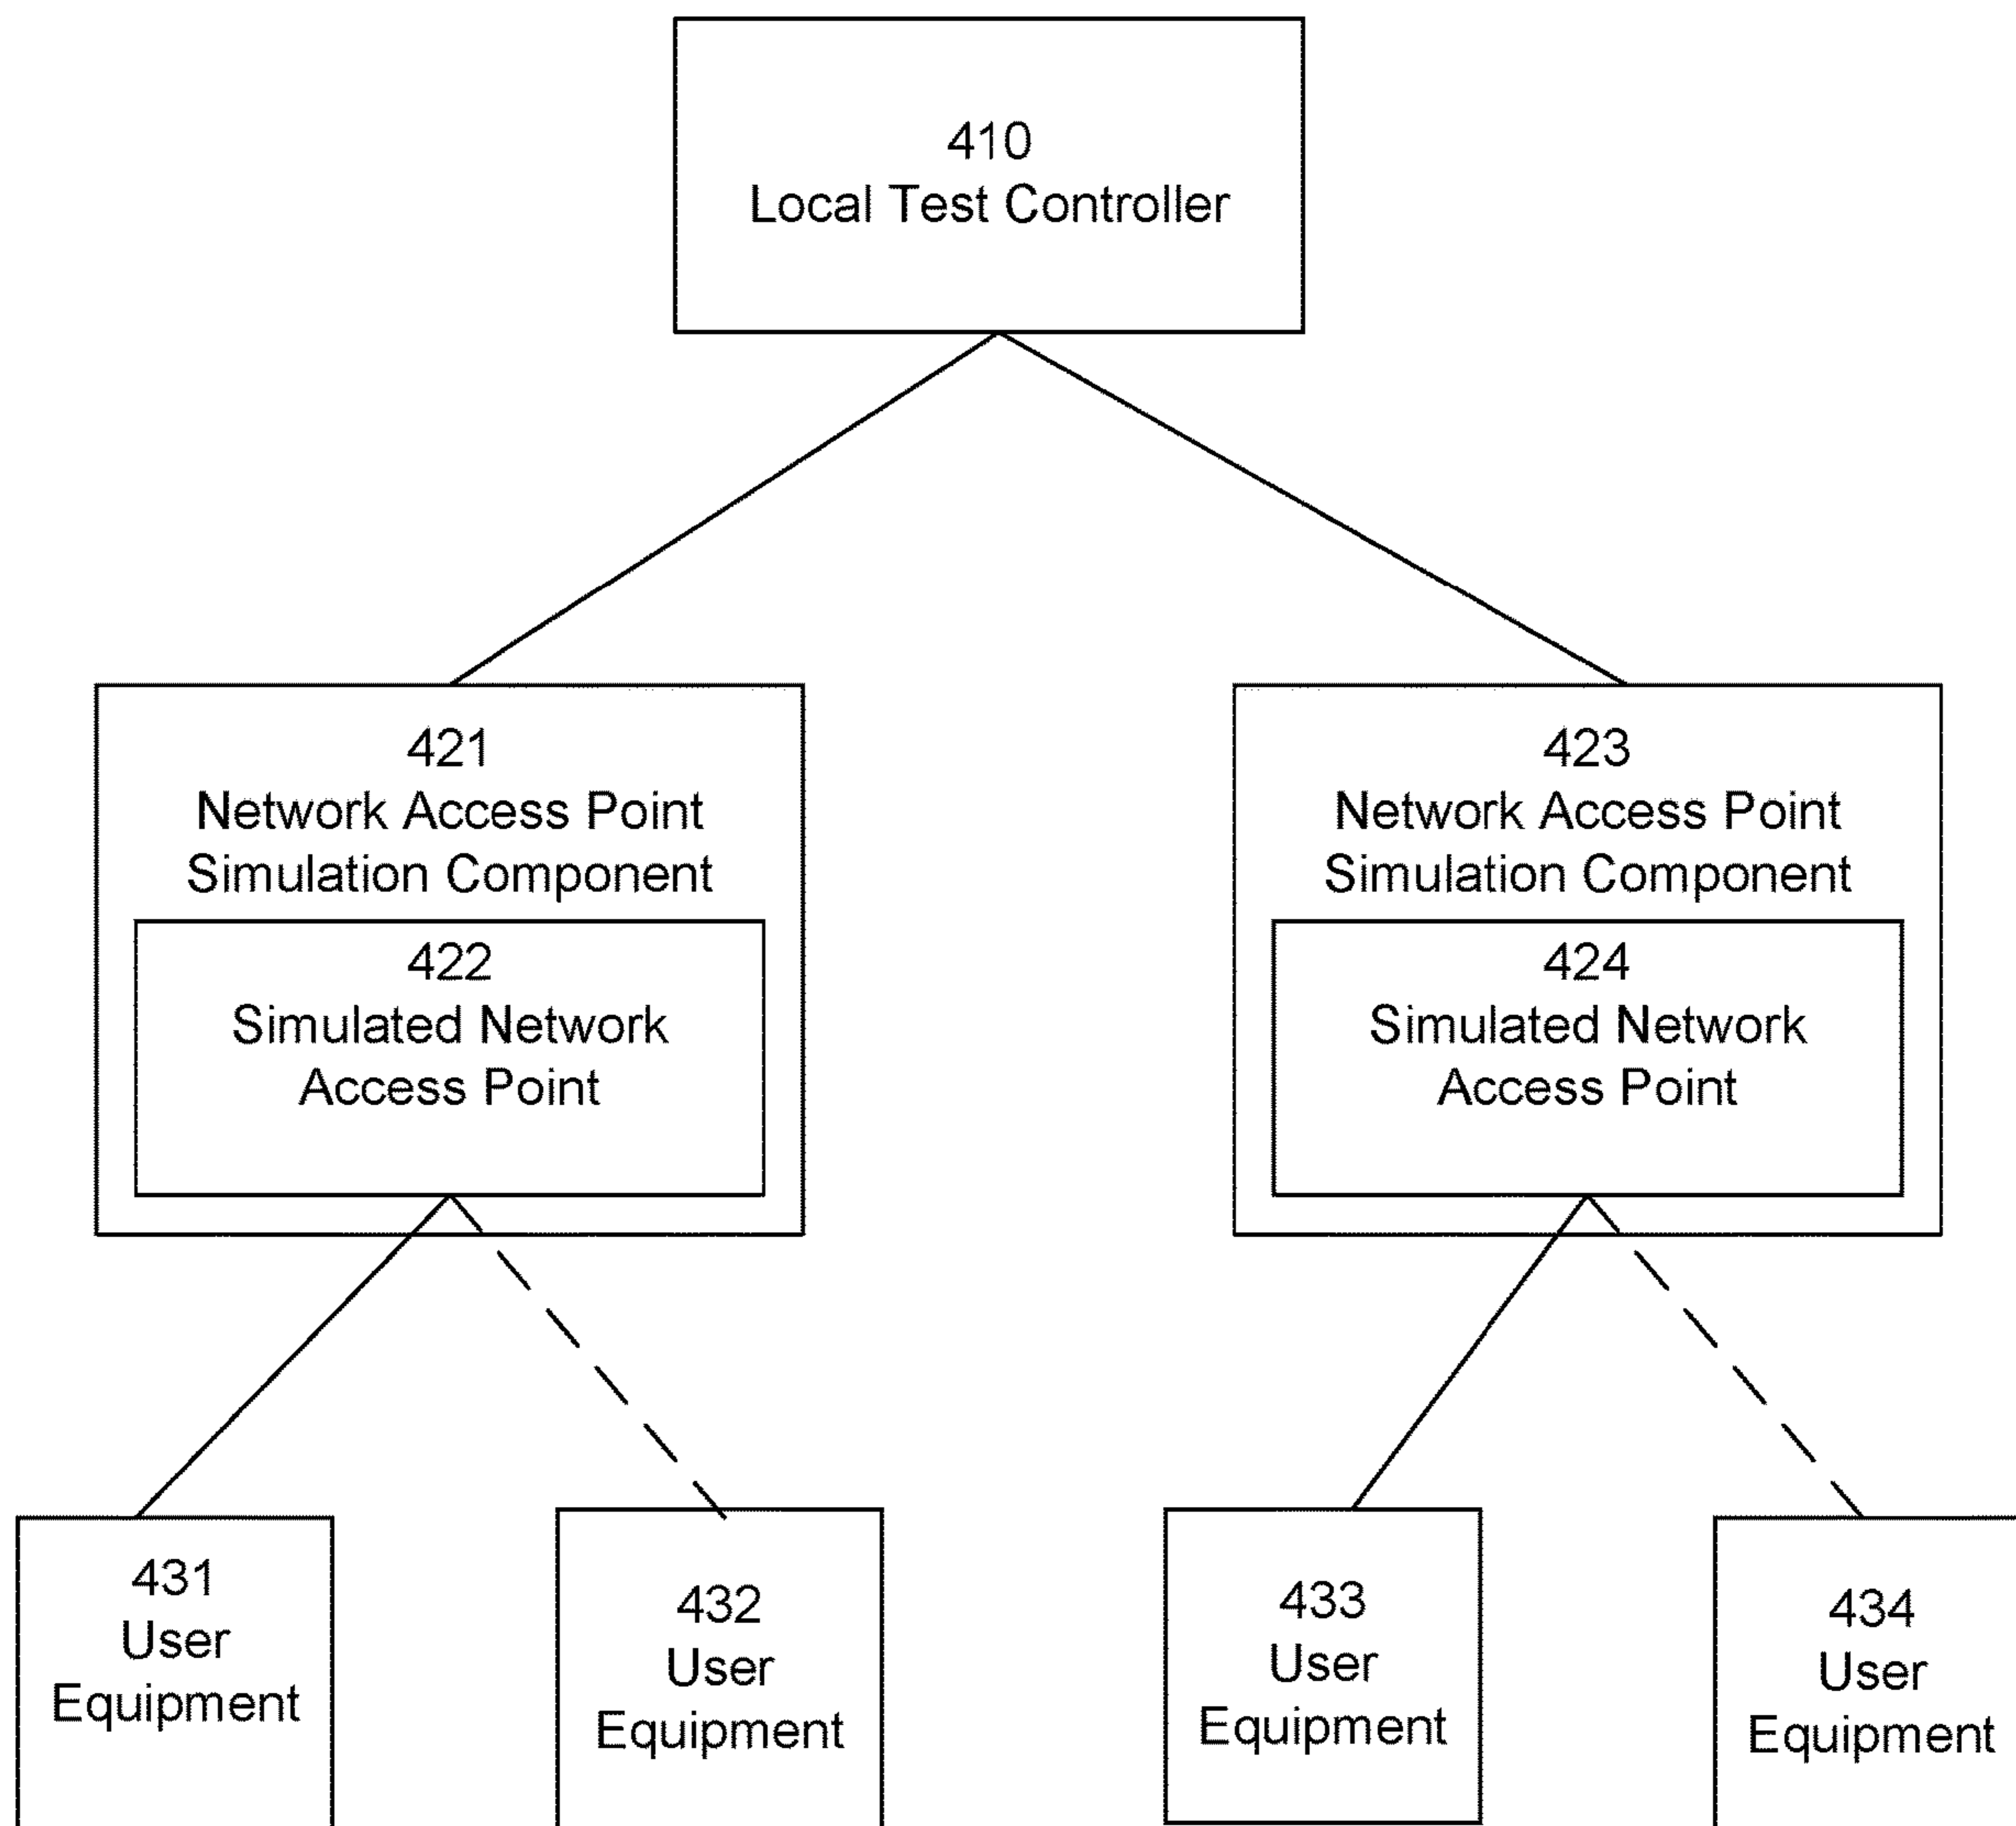 410
Local Test Controller
421
Network Access Point
Simulation Component
422
Simulated Network
Access Point
423
Network Access Point
Simulation Component
424
Simulated Network
Access Point
431
User
Equipment
432
User
Equipment
433
User
Equipment
434
User
Equipment